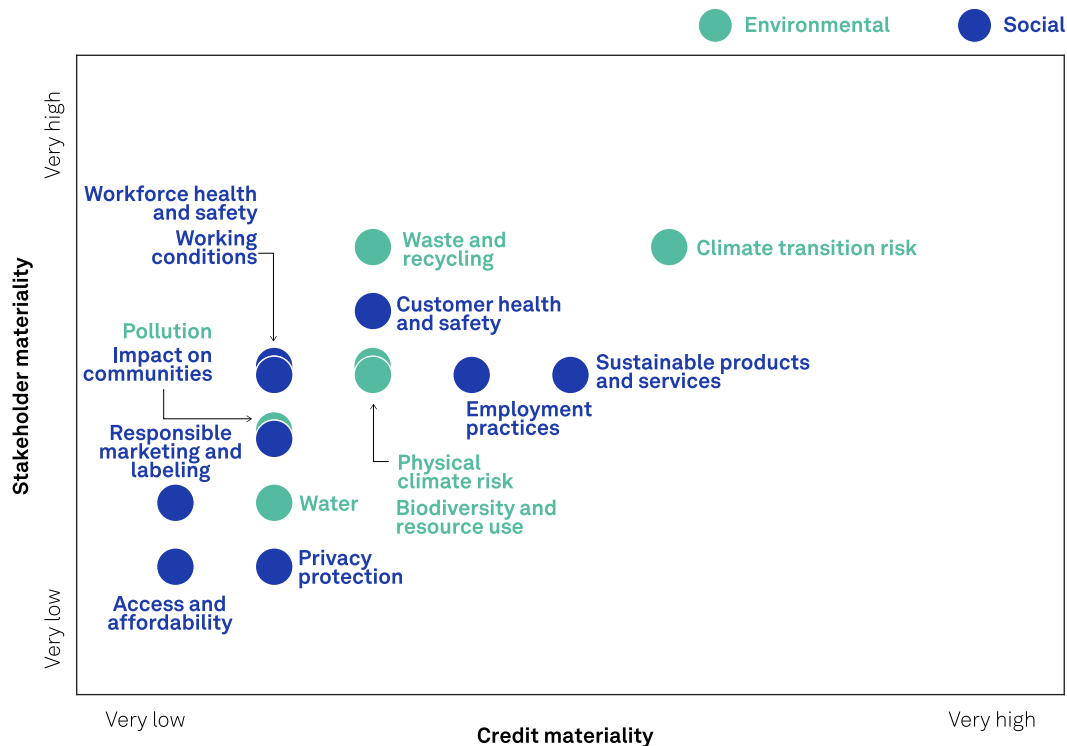 Environmental
Social
Very high
Workforce health
and safety
Working
conditions
Waste and
recycling
Climate transition risk
Customer health
and safety
Pollution
Impact on
communities
Sustainable products
and services
Employment
practices
Responsible
marketing and
labeling
Physical
climate risk
Biodiversity and
resource use
Water
Privacy
protection
Access and
affordability
Stakeholder materiality
Very low
Very low
Very high
Credit materiality